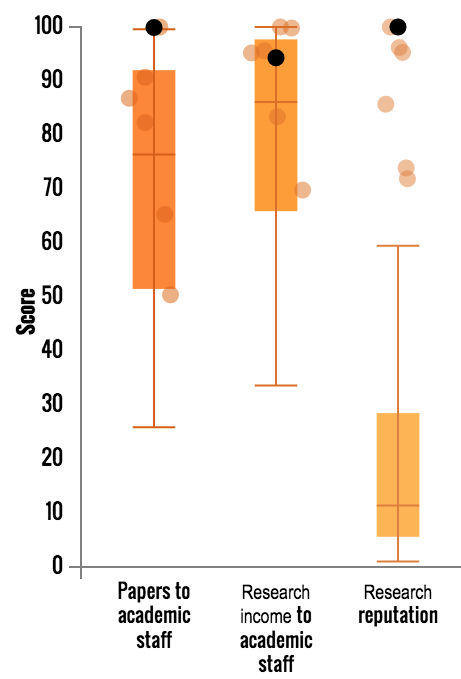 100
90
80
70
60
50
40
30
20
10
0
Score
Papers to
academic
staff
Research
income to
academic
staff
Research
reputation